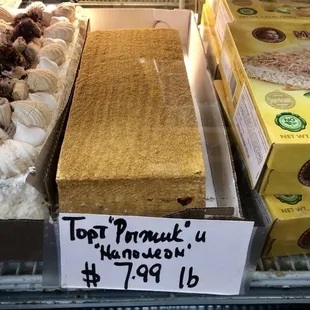 Торт "Рыжик" и
"Наполеон"
$ 7.99 lb